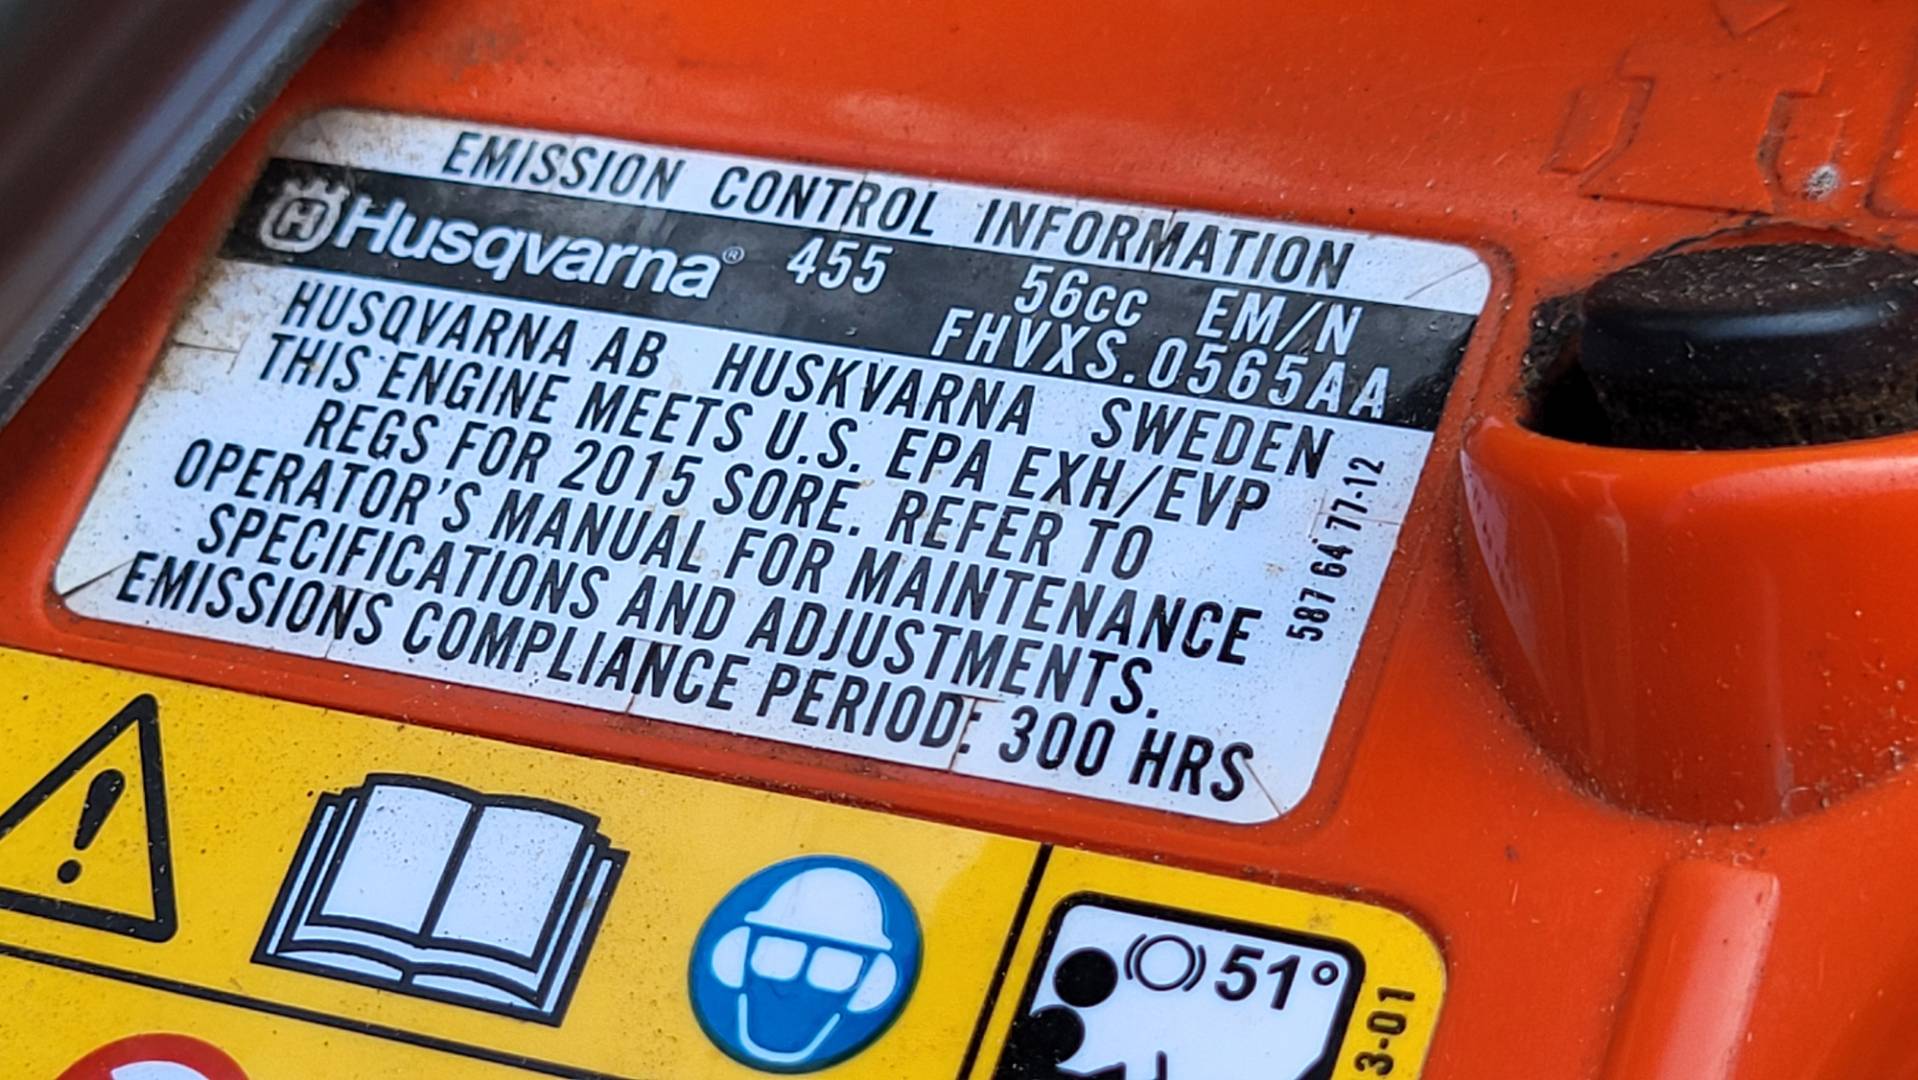 EMISSION CONTROL INFORMATION
Husqvarna® 455 56cc EM/N
FHVXS.0565AA
HUSQVARNA AB HUSKVARNA SWEDEN
THIS ENGINE MEETS U.S. EPA EXH/EVP
REGS FOR 2015 SORE. REFER TO
OPERATOR'S MANUAL FOR MAINTENANCE
SPECIFICATIONS AND ADJUSTMENTS.
EMISSIONS COMPLIANCE PERIOD: 300 HRS
587 64 77-12
51°
3-01